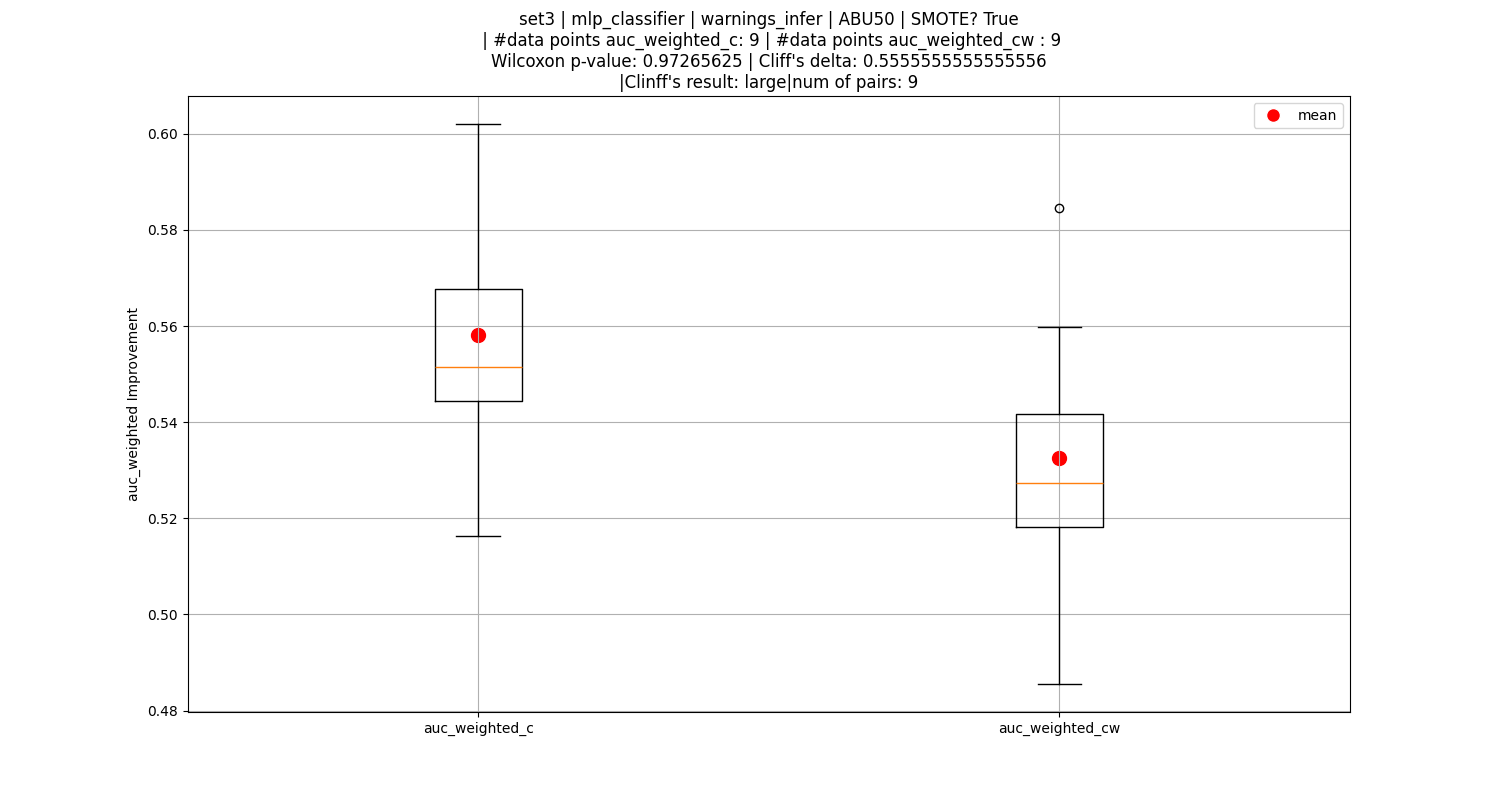 set3 | mlp_classifier | warnings_infer | ABU50 | SMOTE? True
| #data points auc_weighted_c: 9 | #data points auc_weighted_cw : 9
Wilcoxon p-value: 0.97265625 | Cliff's delta: 0.5555555555555556
|Clinff's result: large|num of pairs: 9
mean
0.60
0.58
0.56
0.54
0.52
0.50
0.48
auc_weighted Improvement
auc_weighted_c
auc_weighted_cw